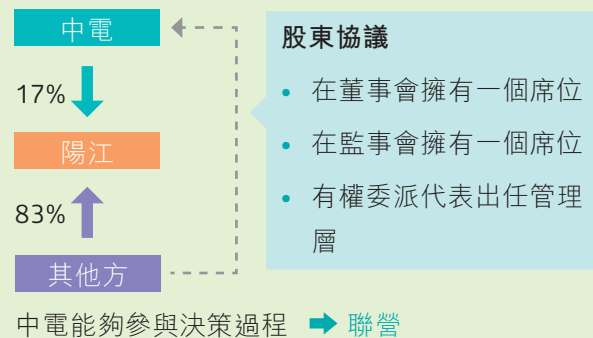 中電
17%
陽江
83%
其他方
股東協議
• 在董事會擁有一個席位
• 在監事會擁有一個席位
• 有權委派代表出任管理
層
中電能夠參與決策過程 ➡ 聯營